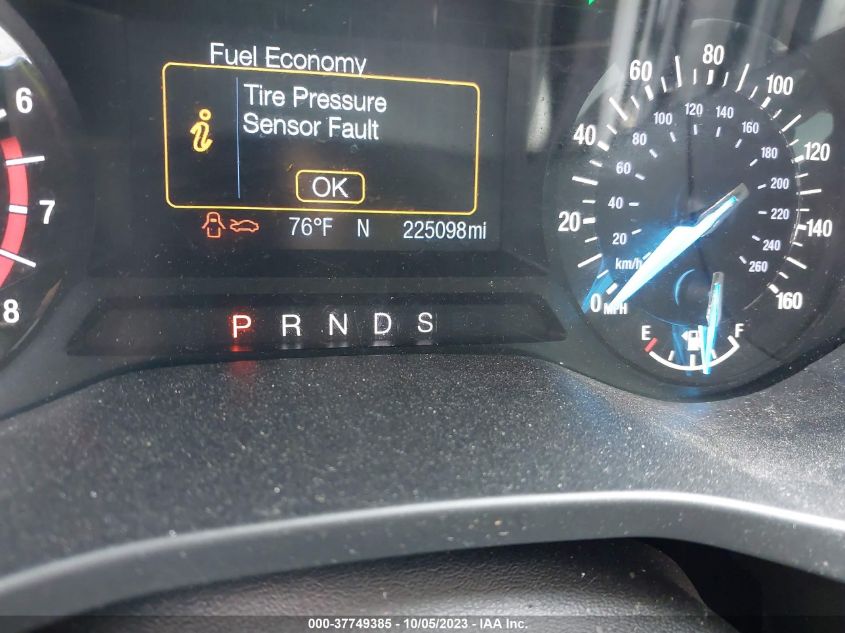 Fuel Economy
Tire Pressure
Sensor Fault
OK
76°F N 225098mi
P R N D S
6
7
8
0 20 40 60 80 100 120 140 160
MPH
20 40 60 80 100 120 140 160 180 200 220 240 260
km/h
E F
000-37749385 - 10/05/2023 - IAA Inc.